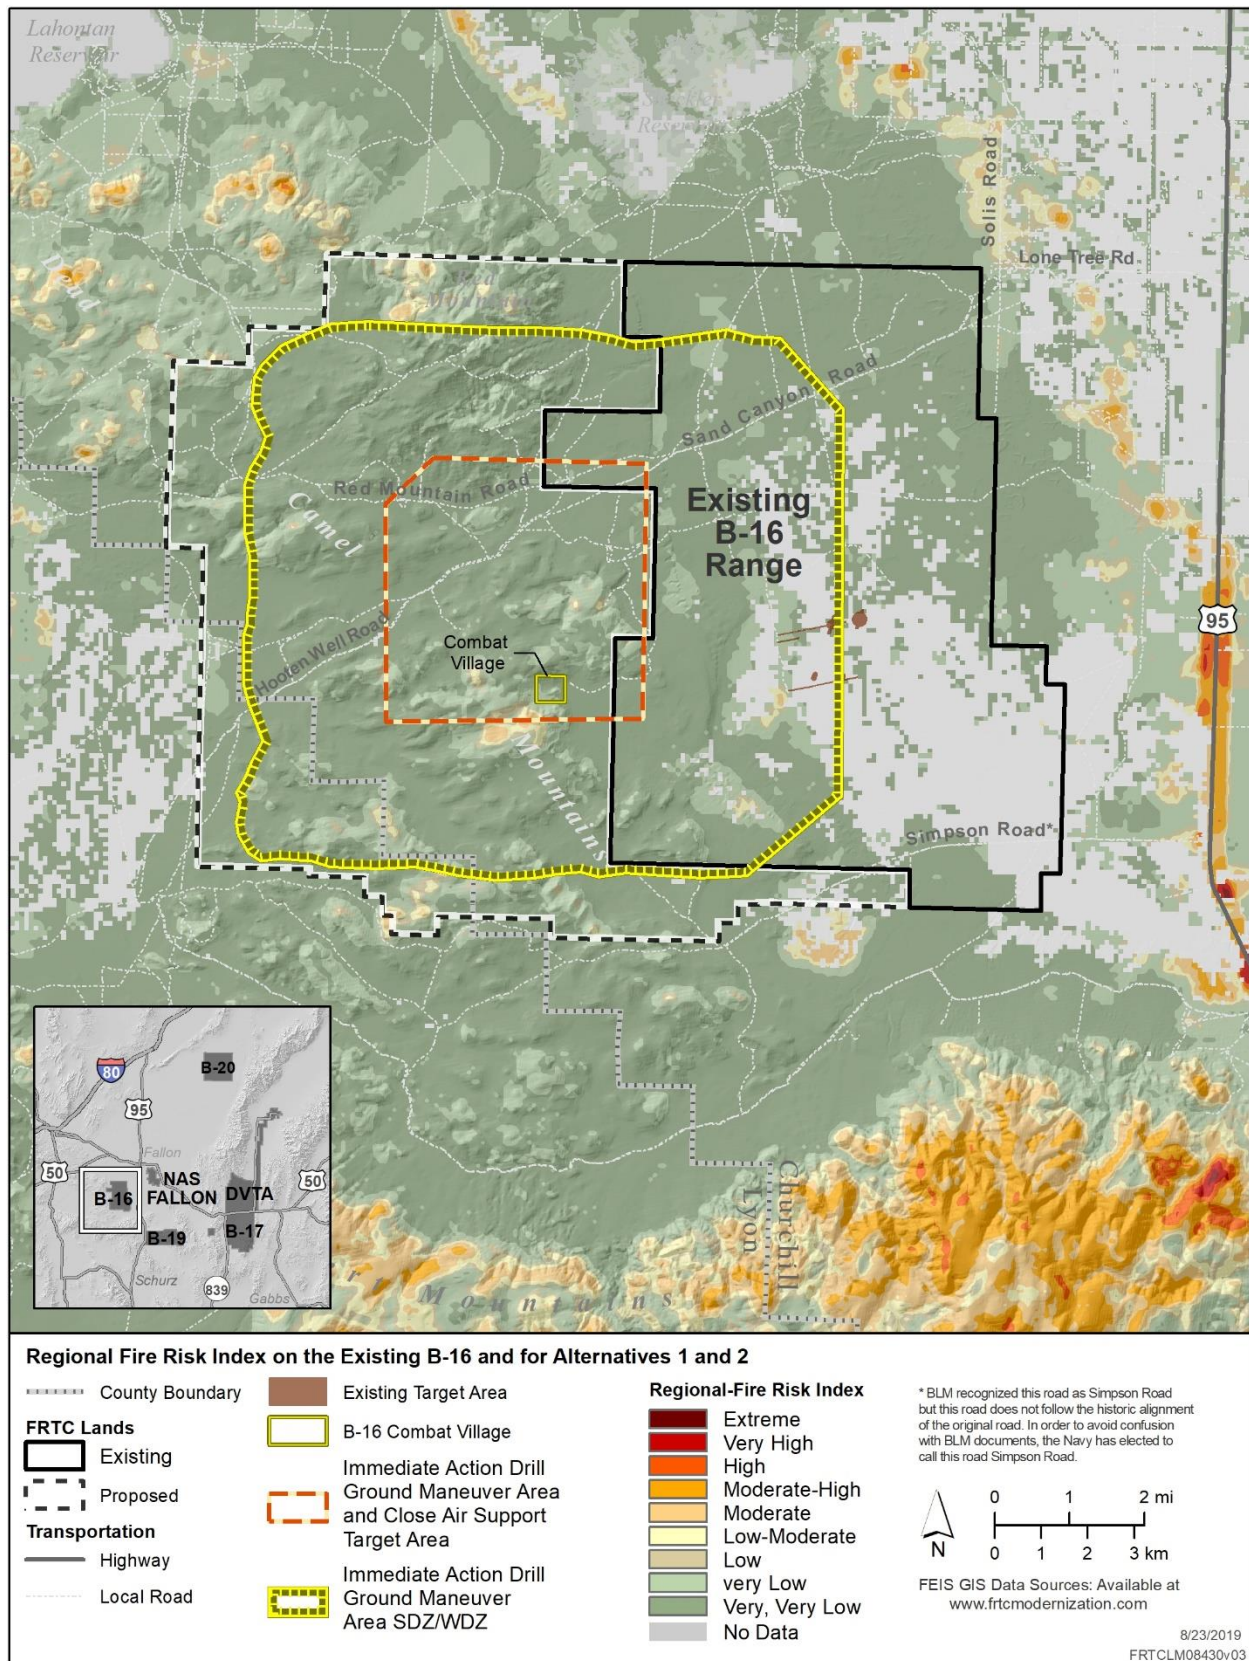 Lahontan
Reservoir
Reservoir
Solis Road
Lone Tree Rd
Dead
Red
Mountain
Sand Canyon Road
Red Mountain Road
Camel
Existing
B-16
Range
95
Hooten Well Road
Combat
Village
Mountains
Simpson Road*
Churchill
Lyon
Mountains
80
B-20
95
Fallon
50
NAS
FALLON
DVTA
50
B-16
B-19
B-17
Schurz
839
Gabbs
Regional Fire Risk Index on the Existing B-16 and for Alternatives 1 and 2
County Boundary
FRTC Lands
Existing
Proposed
Transportation
Highway
Local Road
Existing Target Area
B-16 Combat Village
Immediate Action Drill
Ground Maneuver Area
and Close Air Support
Target Area
Immediate Action Drill
Ground Maneuver
Area SDZ/WDZ
Regional-Fire Risk Index
Extreme
Very High
High
Moderate-High
Moderate
Low-Moderate
Low
very Low
Very, Very Low
No Data
* BLM recognized this road as Simpson Road
but this road does not follow the historic alignment
of the original road. In order to avoid confusion
with BLM documents, the Navy has elected to
call this road Simpson Road.
N
0 1 2 mi
0 1 2 3 km
FEIS GIS Data Sources: Available at
www.frtcmodernization.com
8/23/2019
FRTCLM08430v03